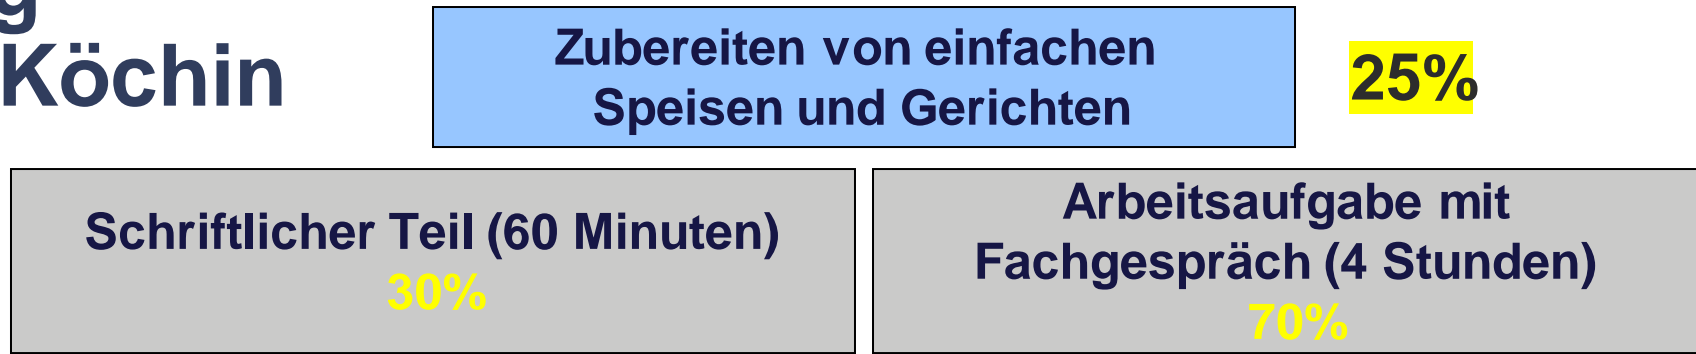 g
Köchin
Zubereiten von einfachen
Speisen und Gerichten
25%
Schriftlicher Teil (60 Minuten)
30%
Arbeitsaufgabe mit
Fachgespräch (4 Stunden)
70%